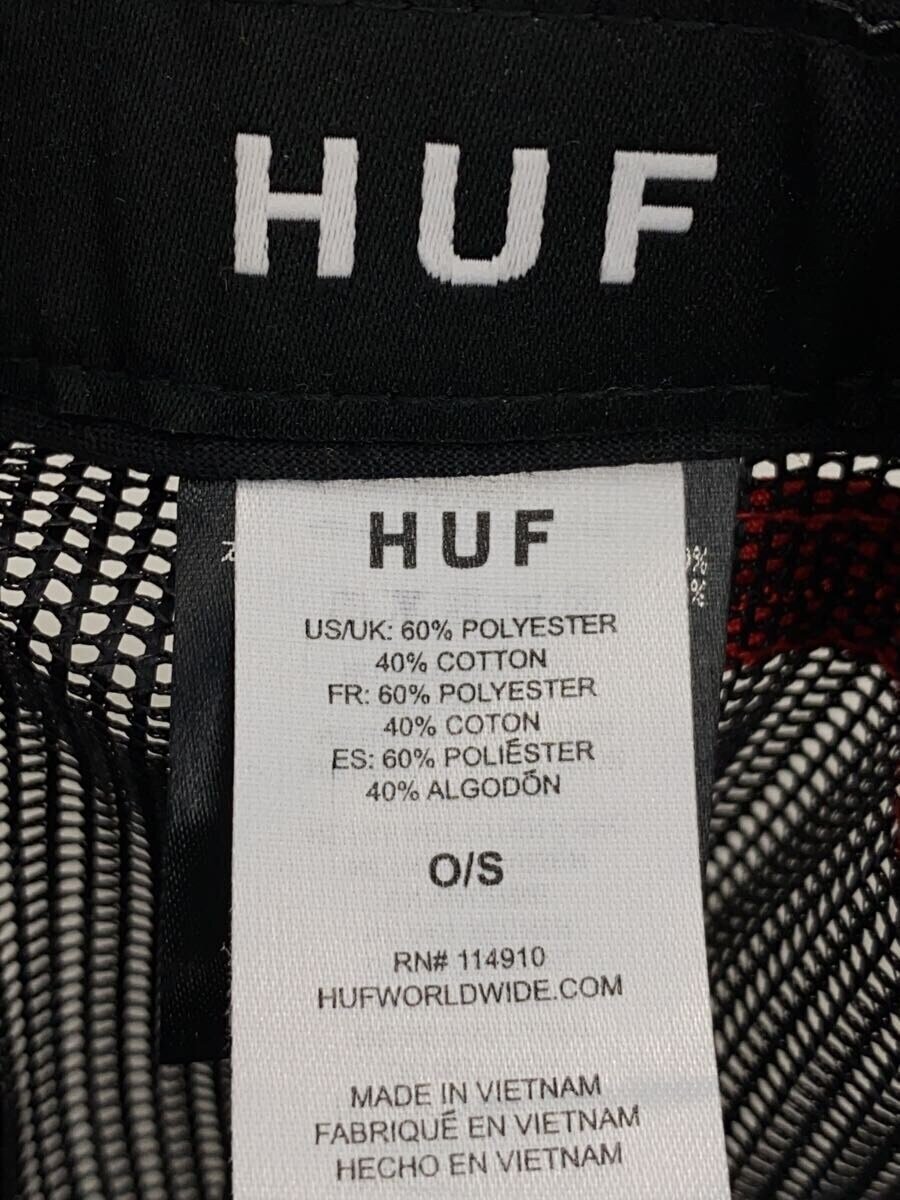 HUF
HUF
US/UK: 60% POLYESTER
40% COTTON
FR: 60% POLYESTER
40% COTON
ES: 60% POLIÉSTER
40% ALGODÓN
O/S
RN# 114910
HUFWORLDWIDE.COM
MADE IN VIETNAM
FABRIQUÉ EN VIETNAM
HECHO EN VIETNAM